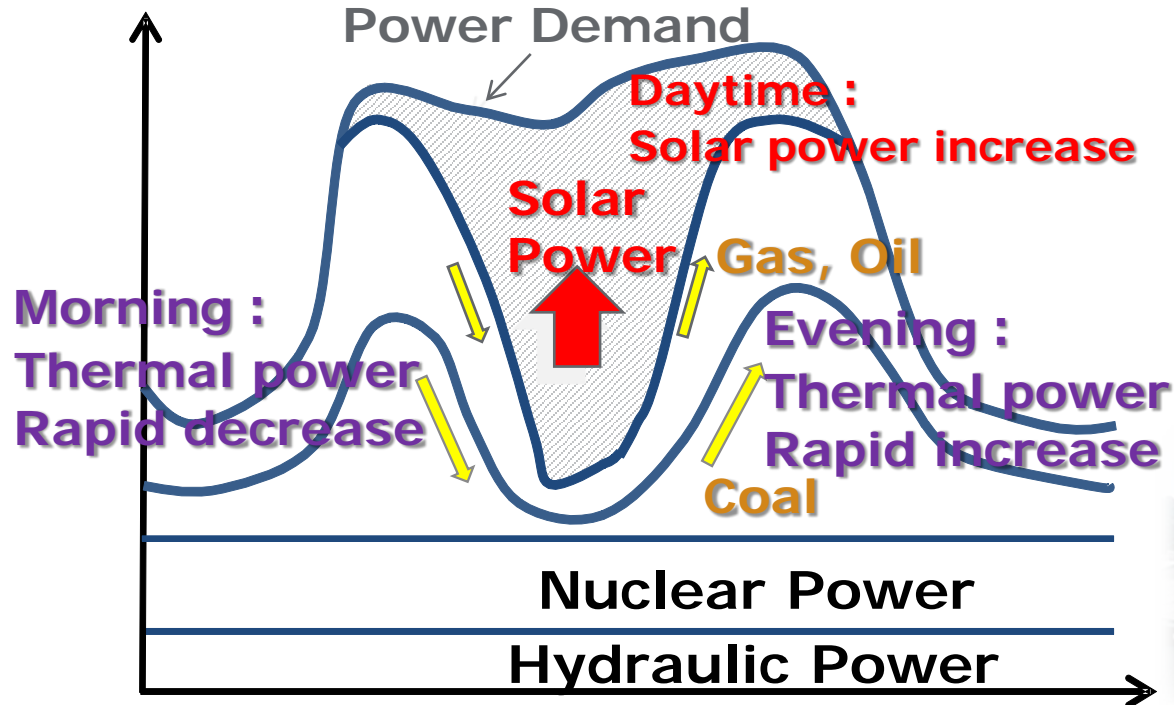 Power Demand
Daytime :
Solar power increase
Solar
Power
Gas, Oil
Morning :
Thermal power
Rapid decrease
Evening :
Thermal power
Rapid increase
Coal
Nuclear Power
Hydraulic Power